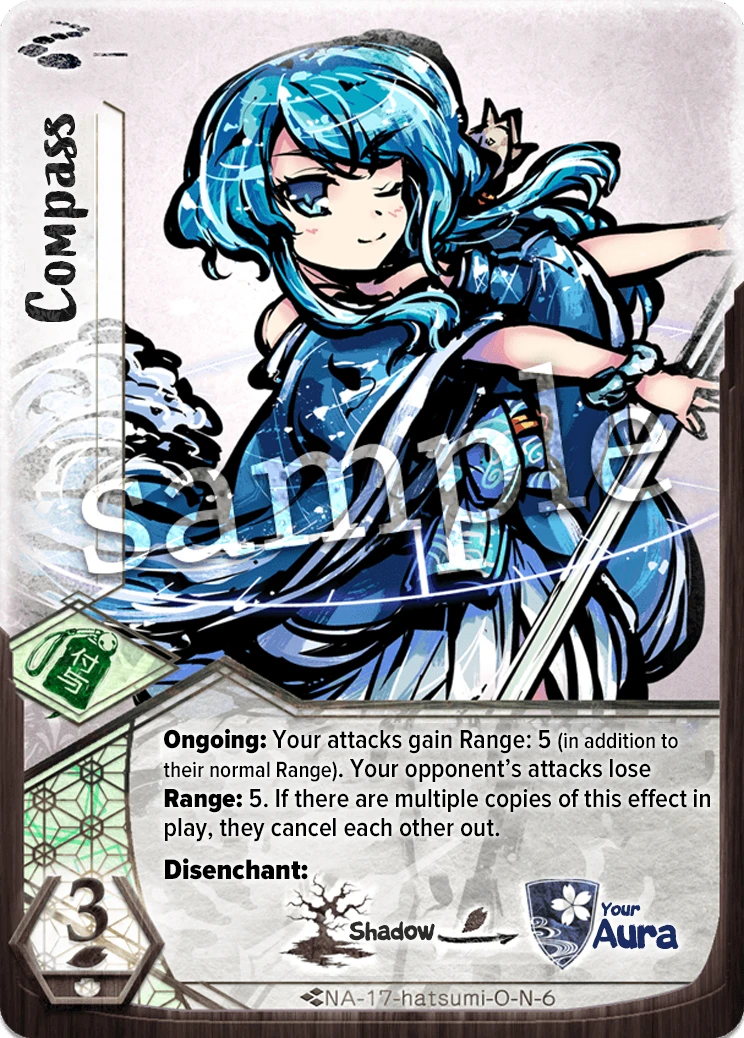 Compass
sample
付与
Ongoing: Your attacks gain Range: 5 (in addition to
their normal Range). Your opponent's attacks lose
Range: 5. If there are multiple copies of this effect in
play, they cancel each other out.
Disenchant:
Shadow
Your
Aura
3
NA-17-hatsumi-O-N-6